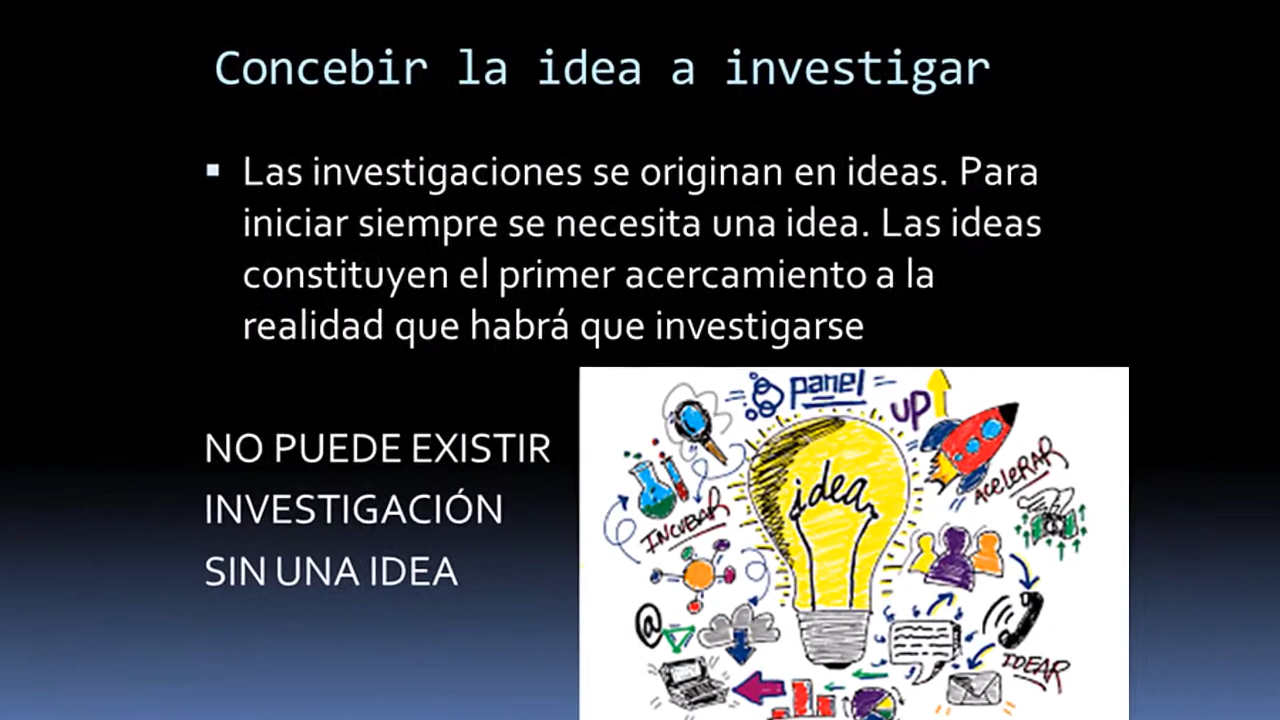 Concebir la idea a investigar
▪ Las investigaciones se originan en ideas. Para
iniciar siempre se necesita una idea. Las ideas
constituyen el primer acercamiento a la
realidad que habrá que investigarse
NO PUEDE EXISTIR
INVESTIGACIÓN
SIN UNA IDEA
panel
UP
idea
ACELERAR
INCUBAR
@
IDEAR